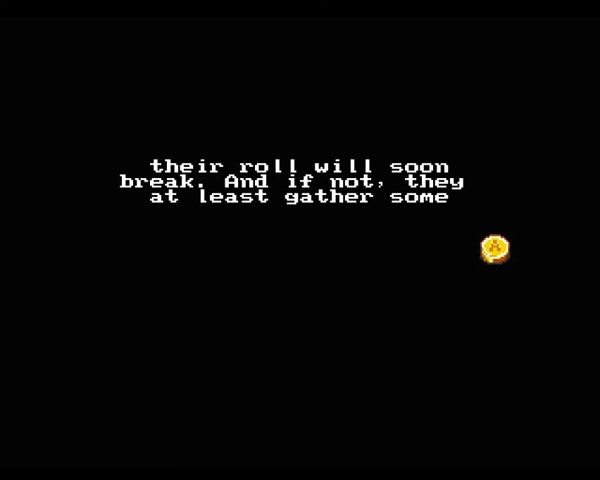 their roll will soon
break. And if not, they
at least gather some
A